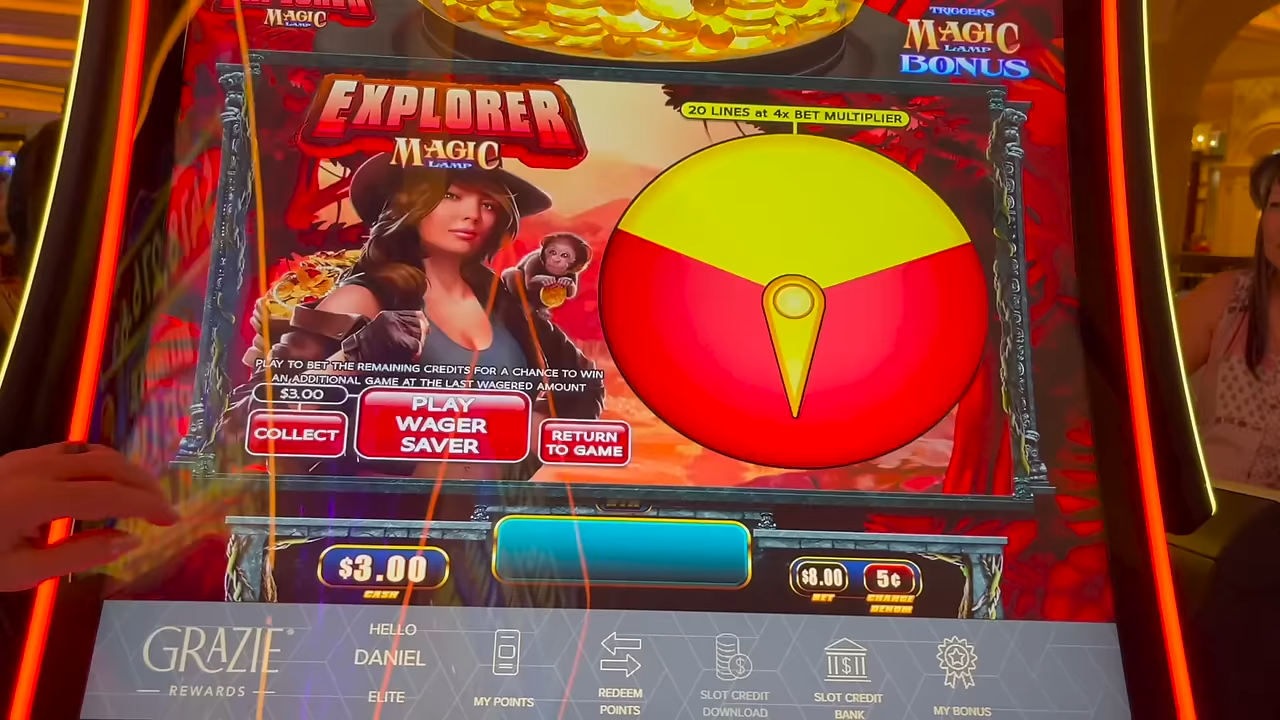 EXPLORER
MAGIC
LAMP
TRIGGERS
MAGIC
LAMP
BONUS
EXPLORER
MAGIC
LAMP
20 LINES at 4x BET MULTIPLIER
PLAY TO BET THE REMAINING CREDITS FOR A CHANCE TO WIN
AN ADDITIONAL GAME AT THE LAST WAGERED AMOUNT
$3.00
COLLECT
PLAY
WAGER
SAVER
RETURN
TO GAME
WIN
$3.00
CASH
$8.00
BET
5¢
CHANGE
DENOM
GRAZIE®
REWARDS
HELLO
DANIEL
ELITE
MY POINTS
REDEEM
POINTS
SLOT CREDIT
DOWNLOAD
SLOT CREDIT
BANK
MY BONUS